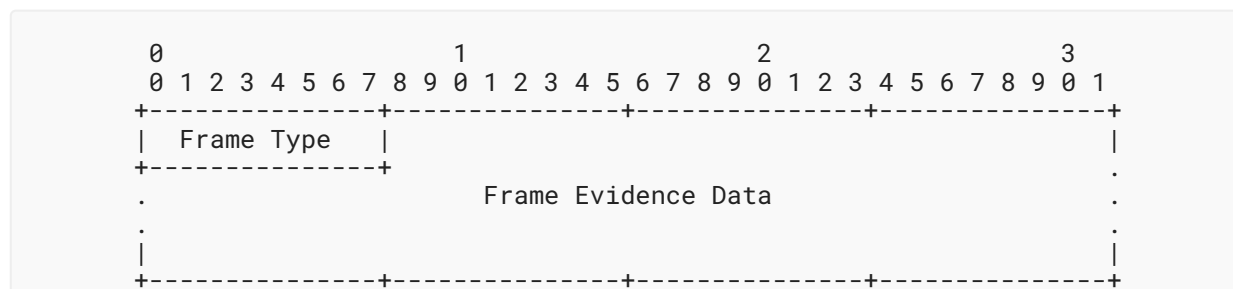 0                   1                   2                   3
0 1 2 3 4 5 6 7 8 9 0 1 2 3 4 5 6 7 8 9 0 1 2 3 4 5 6 7 8 9 0 1
+---------------+---------------+---------------+---------------+
|  Frame Type   |                                               |
+---------------+                                               .
.                      Frame Evidence Data                      .
.                                                               .
|                                                               |
+---------------+---------------+---------------+---------------+